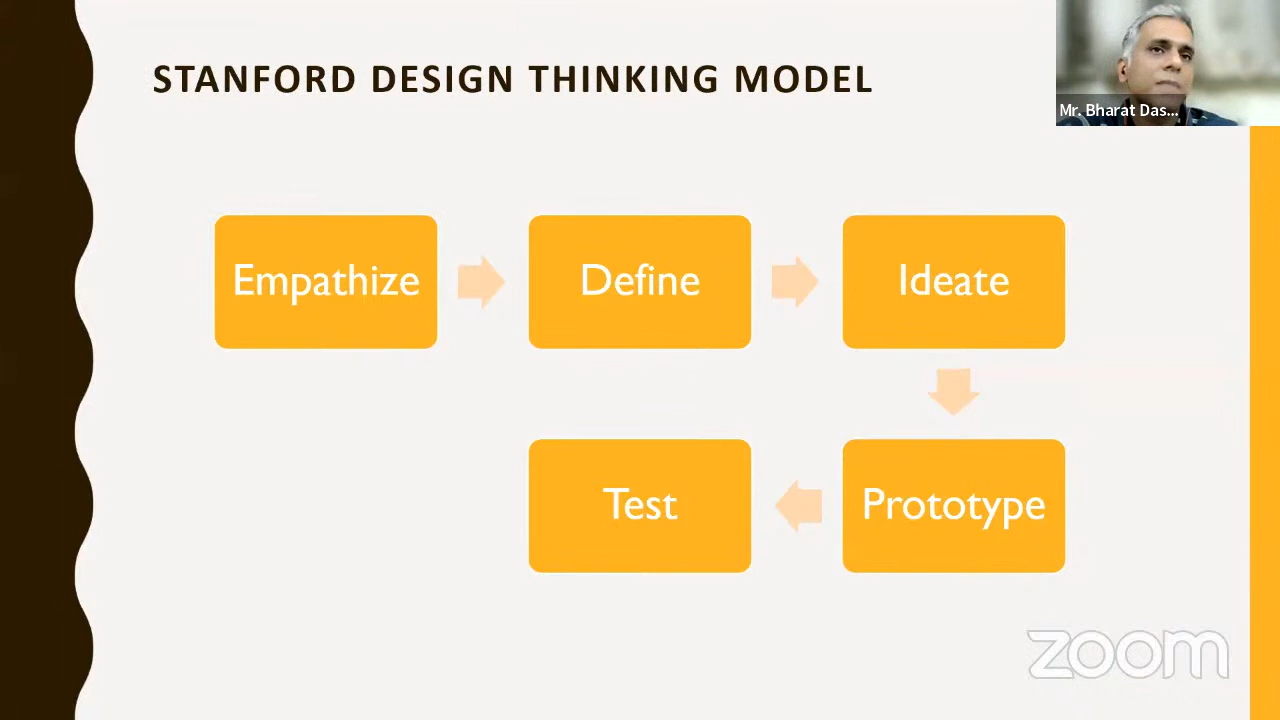 STANFORD DESIGN THINKING MODEL
Mr. Bharat Das...
Empathize
Define
Ideate
Prototype
Test
zoom